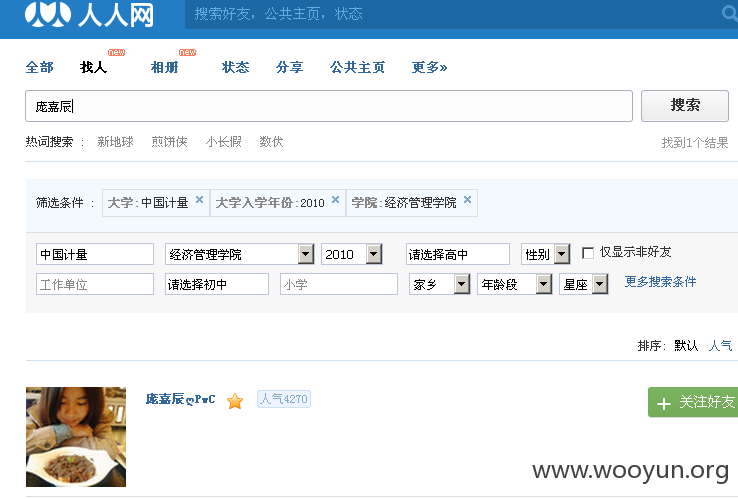 人人网 搜索好友，公共主页，状态
new new
全部 找人 相册 状态 分享 公共主页 更多»
庞嘉辰 搜索
热词搜索 : 新地球 煎饼侠 小长假 数伏 找到1个结果
筛选条件 : 大学:中国计量 × 大学入学年份:2010 × 学院:经济管理学院 ×
中国计量 经济管理学院 2010 请选择高中 性别 仅显示非好友
工作单位 请选择初中 小学 家乡 年龄段 星座 更多搜索条件
排序: 默认 人气
庞嘉辰ღPwC 人气4270
+ 关注好友
www.wooyun.org